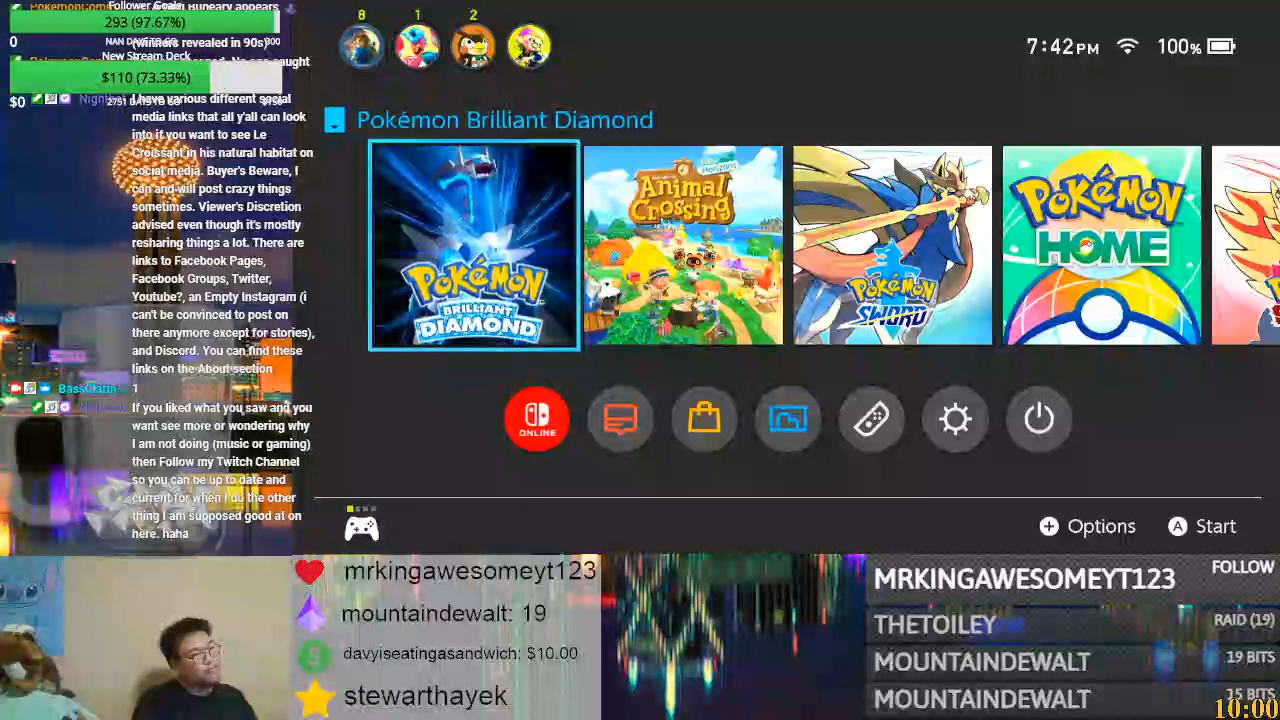 Follower Goals
293 (97.67%)
0
300
(winners revealed in 90s)
New Stream Deck
$110 (73.33%)
$0
I have various different social
media links that all y'all can look
into if you want to see Le
Croissant in his natural habitat on
social media. Buyer's Beware, I
can and will post crazy things
sometimes. Viewer's Discretion
advised even though it's mostly
resharing things a lot. There are
links to Facebook Pages,
Facebook Groups, Twitter,
Youtube?, an Empty Instagram (i
can't be convinced to post on
there anymore except for stories),
and Discord. You can find these
links on the About section
1
If you liked what you saw and you
want see more or wondering why
I am not doing (music or gaming)
then Follow my Twitch Channel
so you can be up to date and
current for when I do the other
thing I am supposed good at on
here. haha
8 1 2
7:42 PM 100%
Pokémon Brilliant Diamond
POKÉMON
BRILLIANT
DIAMOND
Animal
Crossing
Horizons
POKÉMON
SWORD
POKÉMON
HOME
ONLINE
Options
A Start
mrkingawesomeyt123
mountaindewalt: 19
davyiseatingasandwich: $10.00
stewarthayek
MRKINGAWESOMEYT123 FOLLOW
THETOILEY RAID (19)
MOUNTAINDEWALT 19 BITS
MOUNTAINDEWALT 15 BITS
10:00